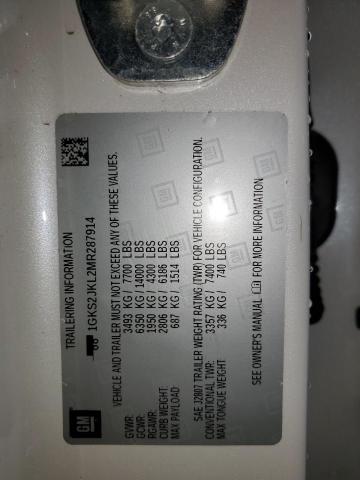 TRAILERING INFORMATION
1GKS2JKL2MR287914
VEHICLE AND TRAILER MUST NOT EXCEED ANY OF THESE VALUES.
GVWR: 3493 KG / 7700 LBS
GCWR: 6350 KG / 14000 LBS
RGAWR: 1950 KG / 4300 LBS
CURB WEIGHT: 2806 KG / 6186 LBS
MAX PAYLOAD: 687 KG / 1514 LBS
SAE J2807 TRAILER WEIGHT RATING (TWR) FOR VEHICLE CONFIGURATION.
CONVENTIONAL TWR: 3357 KG / 7400 LBS
MAX TONGUE WEIGHT: 336 KG / 740 LBS
SEE OWNER'S MANUAL FOR MORE INFORMATION
GM